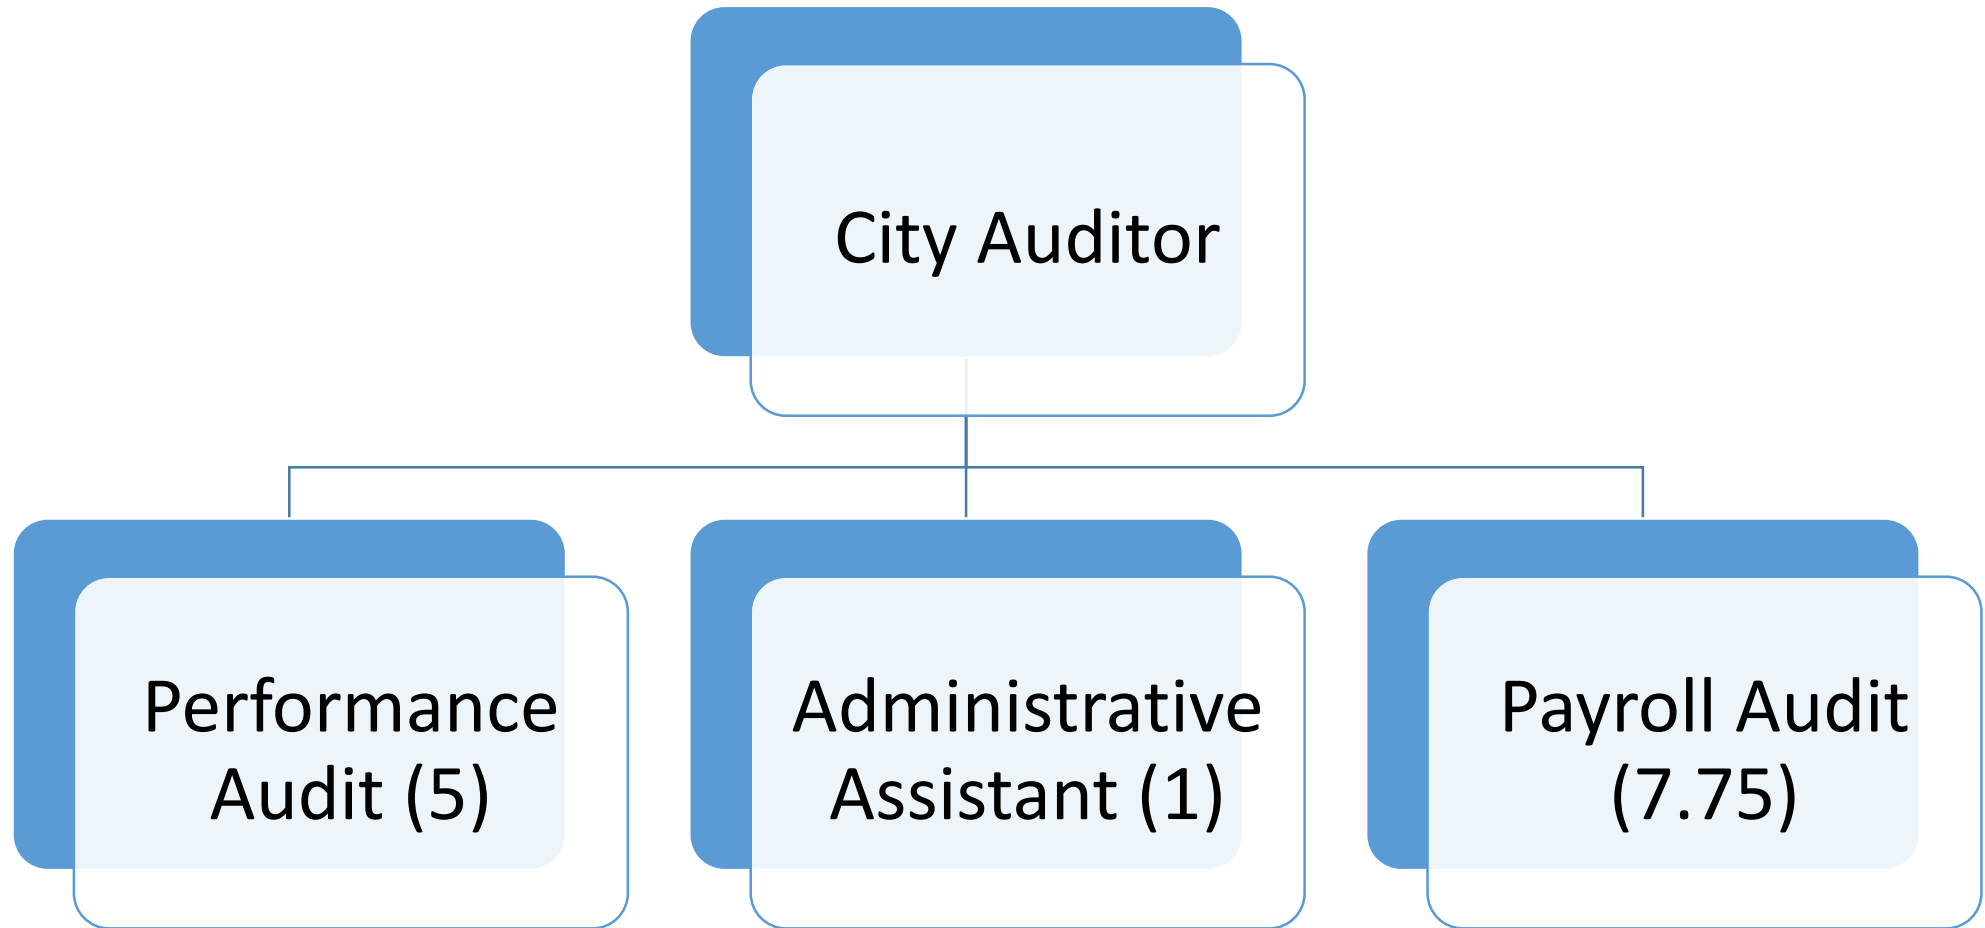 City Auditor
Performance
Audit (5)
Administrative
Assistant (1)
Payroll Audit
(7.75)